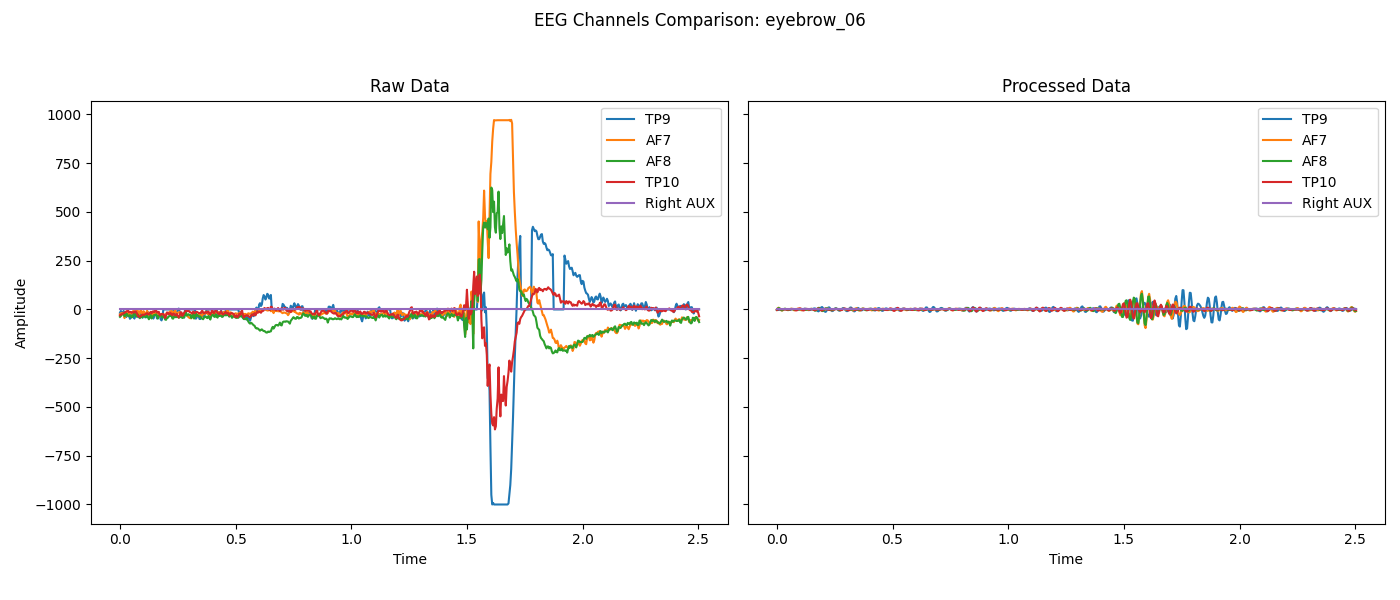 EEG Channels Comparison: eyebrow_06
Raw Data
Processed Data
1000
750
500
250
0
−250
−500
−750
−1000
Amplitude
TP9
AF7
AF8
TP10
Right AUX
TP9
AF7
AF8
TP10
Right AUX
0.0 0.5 1.0 1.5 2.0 2.5
0.0 0.5 1.0 1.5 2.0 2.5
Time
Time